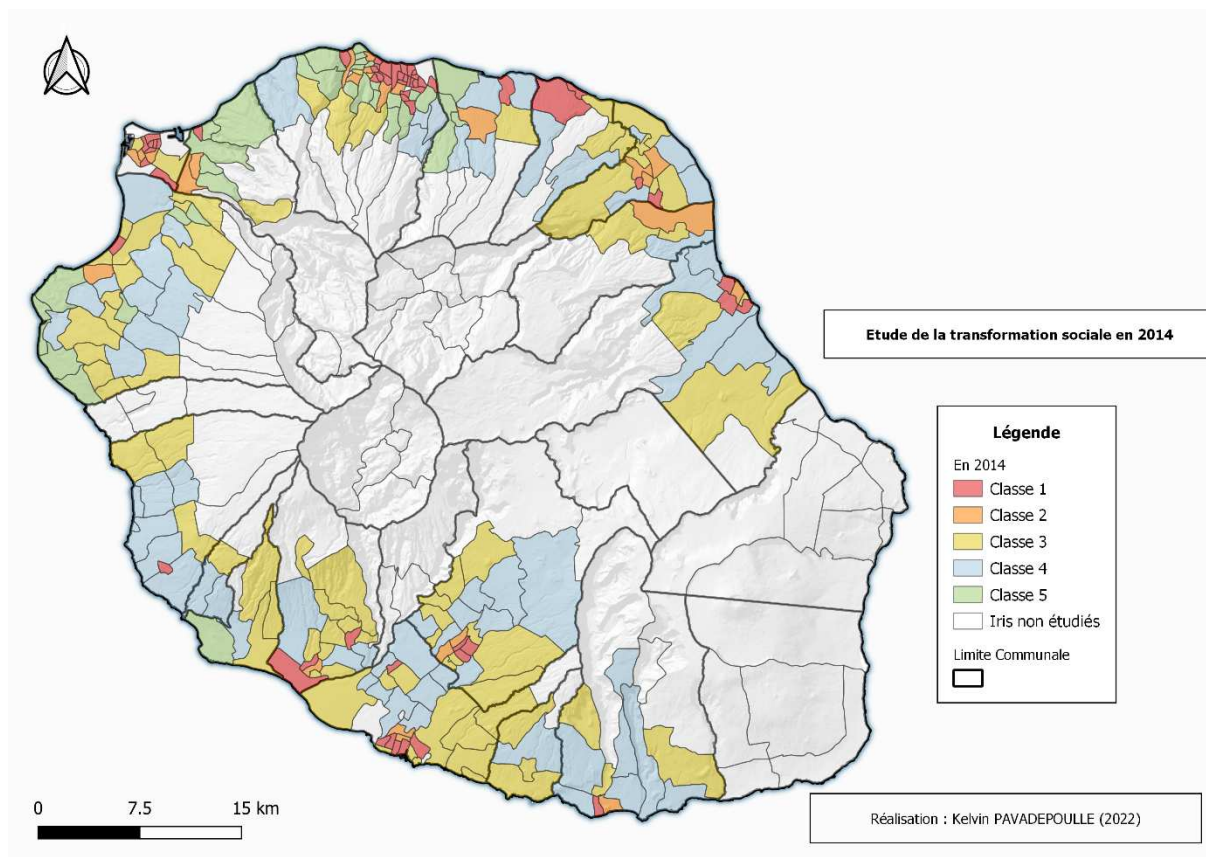 Etude de la transformation sociale en 2014
Légende
En 2014
Classe 1
Classe 2
Classe 3
Classe 4
Classe 5
Iris non étudiés
Limite Communale
0 7.5 15 km
Réalisation : Kelvin PAVADEPOULLE (2022)